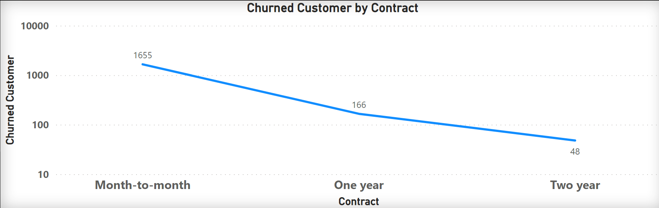 Churned Customer by Contract
10000
1000
100
10
Churned Customer
1655
166
48
Month-to-month
One year
Two year
Contract